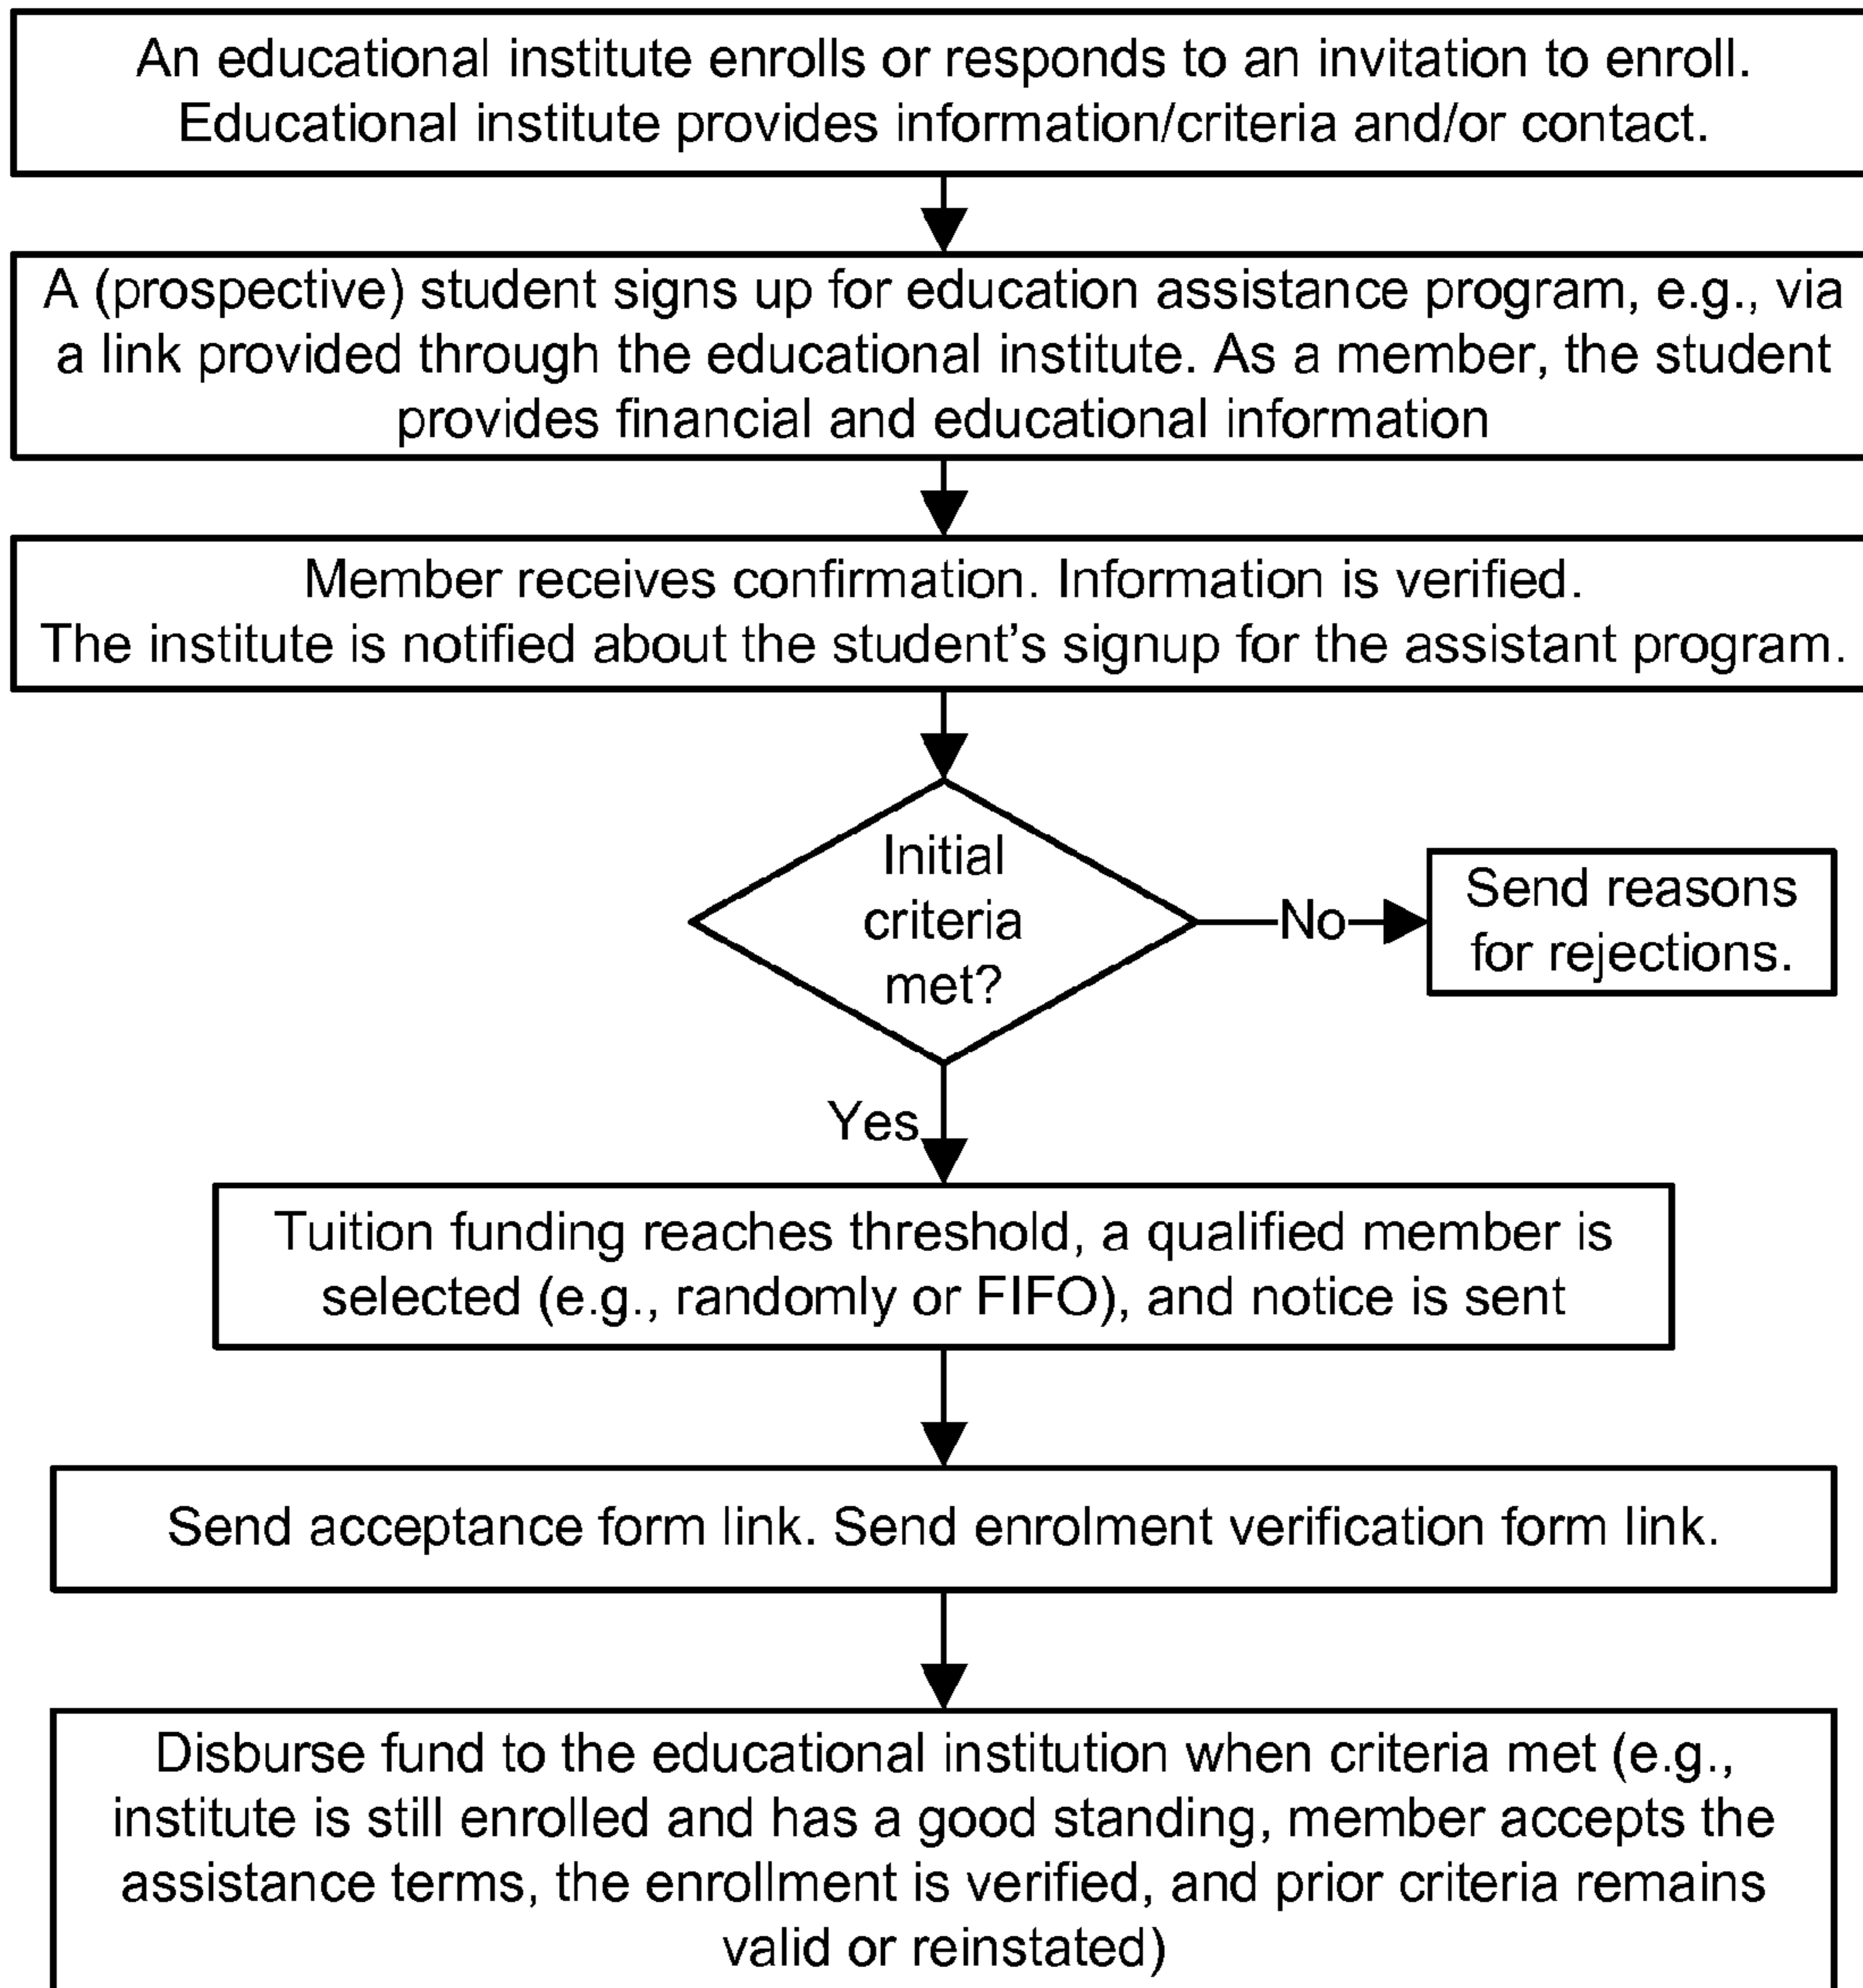 An educational institute enrolls or responds to an invitation to enroll.
Educational institute provides information/criteria and/or contact.
A (prospective) student signs up for education assistance program, e.g., via
a link provided through the educational institute. As a member, the student
provides financial and educational information
Member receives confirmation. Information is verified.
The institute is notified about the student’s signup for the assistant program.
Initial
criteria
met?
No
Send reasons
for rejections.
Yes
Tuition funding reaches threshold, a qualified member is
selected (e.g., randomly or FIFO), and notice is sent
Send acceptance form link. Send enrolment verification form link.
Disburse fund to the educational institution when criteria met (e.g.,
institute is still enrolled and has a good standing, member accepts the
assistance terms, the enrollment is verified, and prior criteria remains
valid or reinstated)